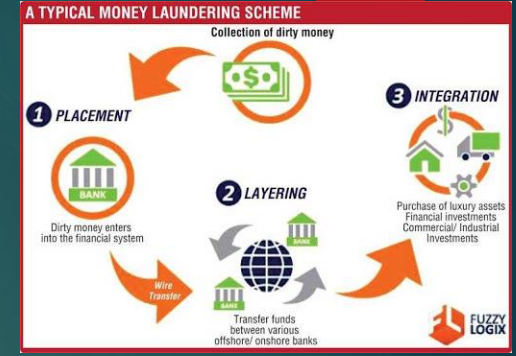 A TYPICAL MONEY LAUNDERING SCHEME
Collection of dirty money
1 PLACEMENT
BANK
Dirty money enters
into the financial system
Wire
Transfer
2 LAYERING
BANK
BANK
Transfer funds
between various
offshore/ onshore banks
3 INTEGRATION
Purchase of luxury assets
Financial investments
Commercial/ Industrial
Investments
FUZZY
LOGIX